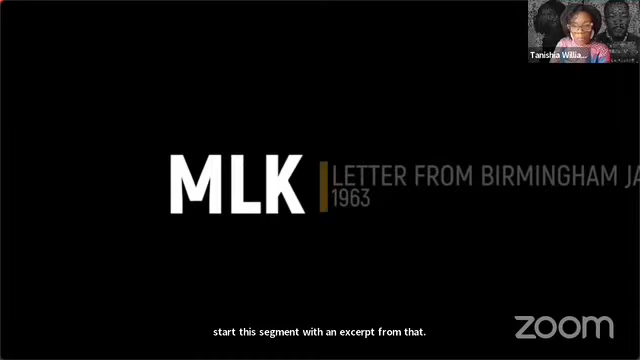 Tanishia Willia...
MLK
LETTER FROM BIRMINGHAM JA
1963
start this segment with an excerpt from that.
zoom